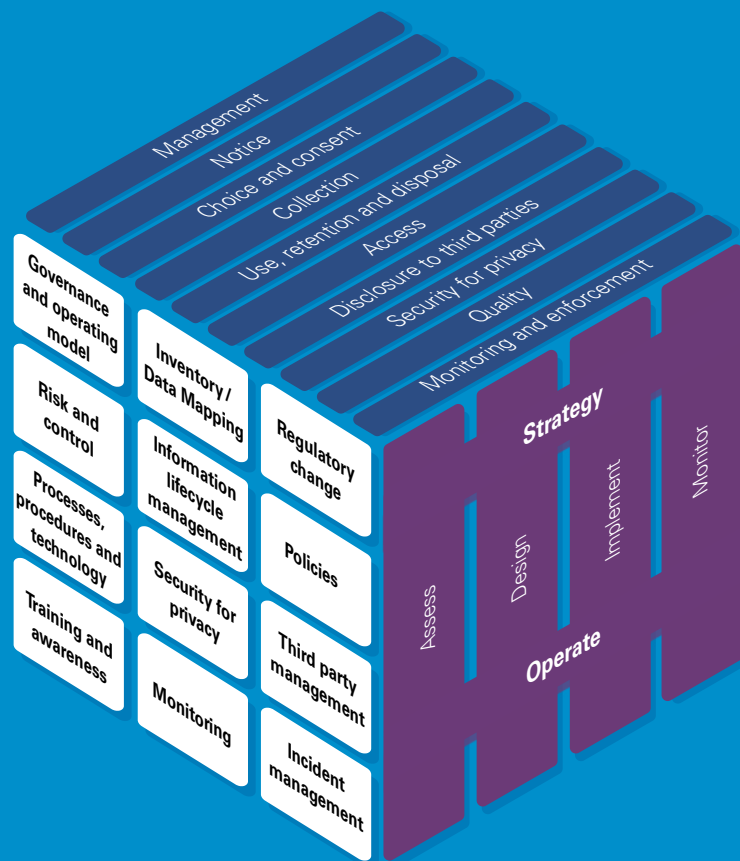 Management
Notice
Choice and consent
Collection
Use, retention and disposal
Access
Disclosure to third parties
Security for privacy
Quality
Monitoring and enforcement
Governance
and operating
model
Inventory/
Data Mapping
Regulatory
change
Risk and
control
Information
lifecycle
management
Policies
Processes,
procedures and
technology
Security for
privacy
Third party
management
Training and
awareness
Monitoring
Incident
management
Strategy
Assess
Design
Implement
Monitor
Operate